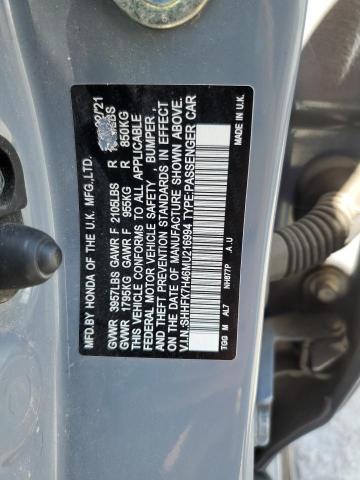 MFD.BY HONDA OF THE U.K. MFG.,LTD.
GVWR 3957LBS GAWR F 2105LBS R LBS
GVWR 1795KG GAWR F 955KG R 850KG
THIS VEHICLE CONFORMS TO ALL APPLICABLE
FEDERAL MOTOR VEHICLE SAFETY, BUMPER,
AND THEFT PREVENTION STANDARDS IN EFFECT
ON THE DATE OF MANUFACTURE SHOWN ABOVE.
V.I.N.:SHHFK7H46MU216994 TYPE:PASSENGER CAR
NH877P A U MADE IN U.K.
TGG M AL7